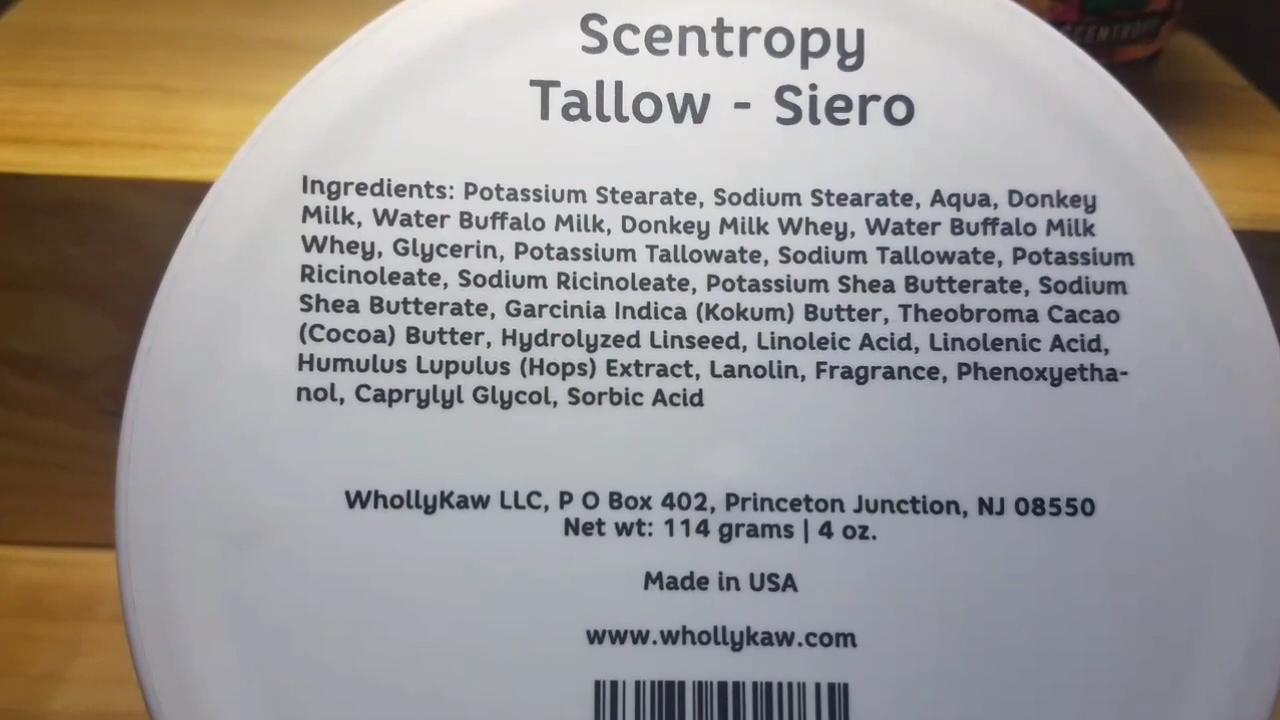 Scentropy
Tallow - Siero
Ingredients: Potassium Stearate, Sodium Stearate, Aqua, Donkey
Milk, Water Buffalo Milk, Donkey Milk Whey, Water Buffalo Milk
Whey, Glycerin, Potassium Tallowate, Sodium Tallowate, Potassium
Ricinoleate, Sodium Ricinoleate, Potassium Shea Butterate, Sodium
Shea Butterate, Garcinia Indica (Kokum) Butter, Theobroma Cacao
(Cocoa) Butter, Hydrolyzed Linseed, Linoleic Acid, Linolenic Acid,
Humulus Lupulus (Hops) Extract, Lanolin, Fragrance, Phenoxyetha-
nol, Caprylyl Glycol, Sorbic Acid
WhollyKaw LLC, P O Box 402, Princeton Junction, NJ 08550
Net wt: 114 grams | 4 oz.
Made in USA
www.whollykaw.com